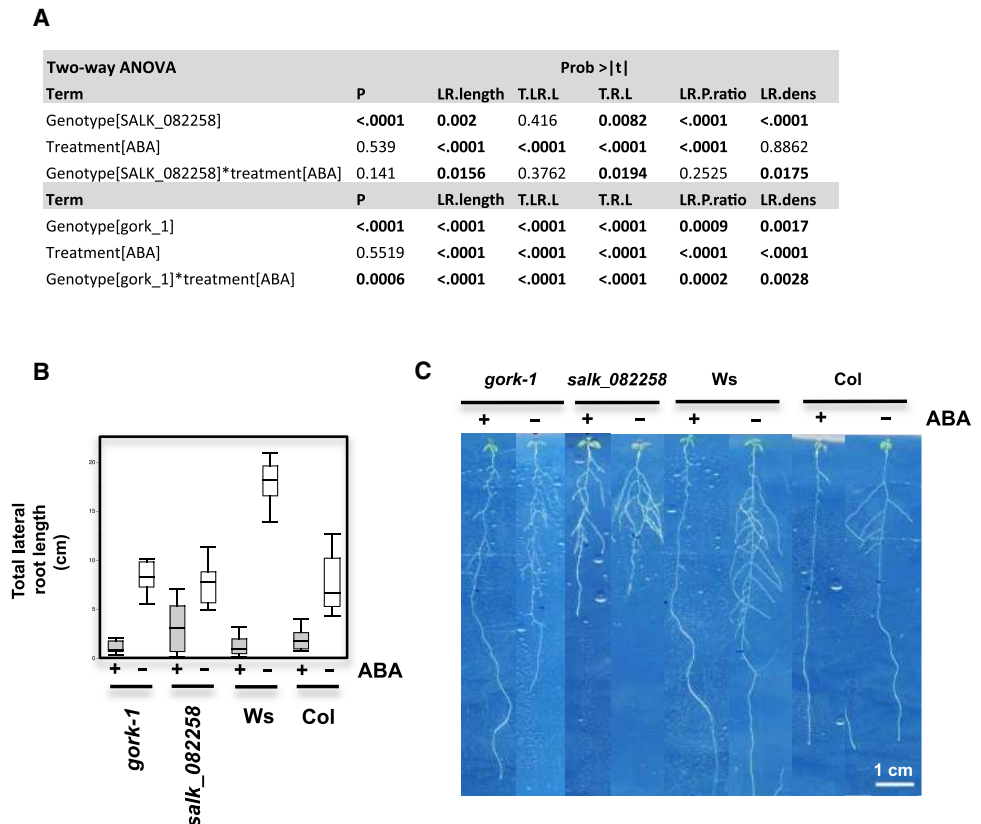 A
Two-way ANOVA Prob >|t|
Term P LR.length T.LR.L T.R.L LR.P.ratio LR.dens
Genotype[SALK_082258] <.0001 0.002 0.416 0.0082 <.0001 <.0001
Treatment[ABA] 0.539 <.0001 <.0001 <.0001 <.0001 0.8862
Genotype[SALK_082258]*treatment[ABA] 0.141 0.0156 0.3762 0.0194 0.2525 0.0175
Term P LR.length T.LR.L T.R.L LR.P.ratio LR.dens
Genotype[gork_1] <.0001 <.0001 <.0001 <.0001 0.0009 0.0017
Treatment[ABA] 0.5519 <.0001 <.0001 <.0001 <.0001 <.0001
Genotype[gork_1]*treatment[ABA] 0.0006 <.0001 <.0001 <.0001 0.0002 0.0028
B
Total lateral
root length
(cm)
20
15
10
5
0
+ – + – + – + – ABA
gork-1 salk_082258 Ws Col
C
gork-1 salk_082258 Ws Col
+ – + – + – + – ABA
1 cm